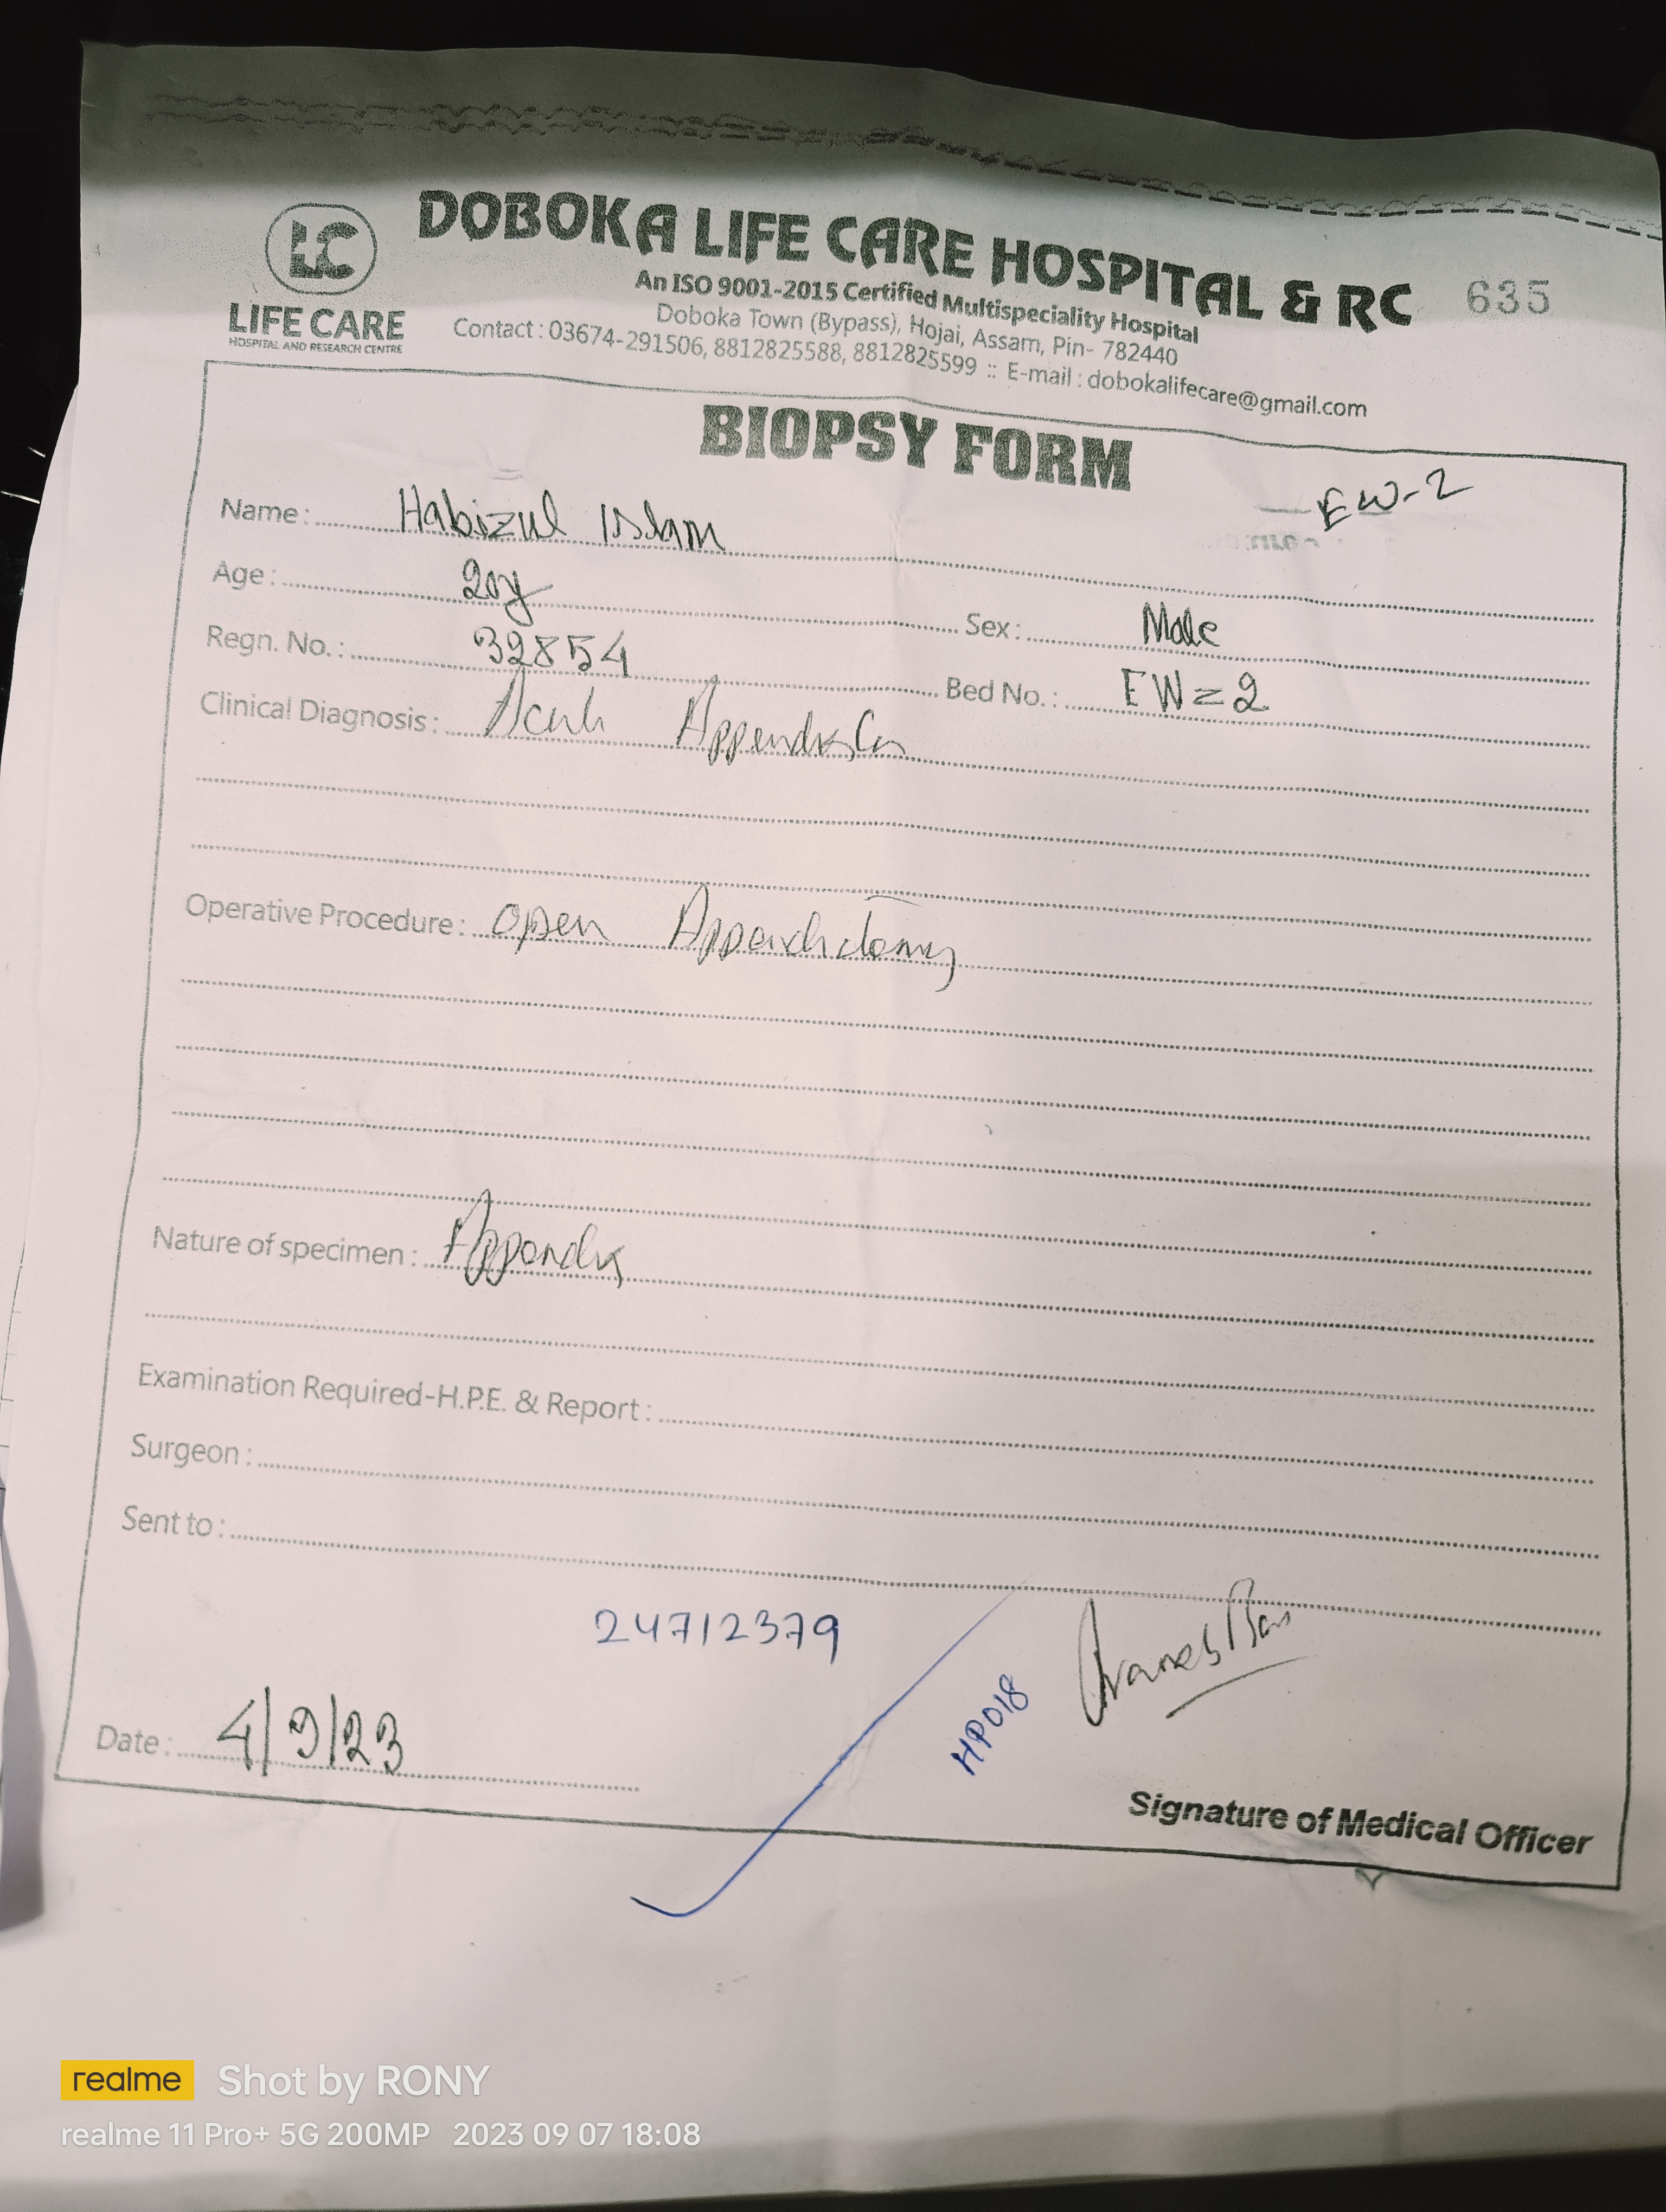 LC
LIFE CARE
HOSPITAL AND RESEARCH CENTRE
DOBOKA LIFE CARE HOSPITAL & RC 635
An ISO 9001-2015 Certified Multispeciality Hospital
Doboka Town (Bypass), Hojai, Assam, Pin- 782440
Contact : 03674-291506, 8812825588, 8812825599 :: E-mail : dobokalifecare@gmail.com
BIOPSY FORM
EW-2
Name : Habizul Islam
Age : 20y Sex : Male
Regn. No. : 32854 Bed No. : EW=2
Clinical Diagnosis :
Operative Procedure : Open
Nature of specimen : Appendix
Examination Required-H.P.E. & Report :
Surgeon :
Sent to :
24712379
HP018
Date : 4/9/23
Signature of Medical Officer
realme Shot by RONY
realme 11 Pro+ 5G 200MP 2023 09 07 18:08